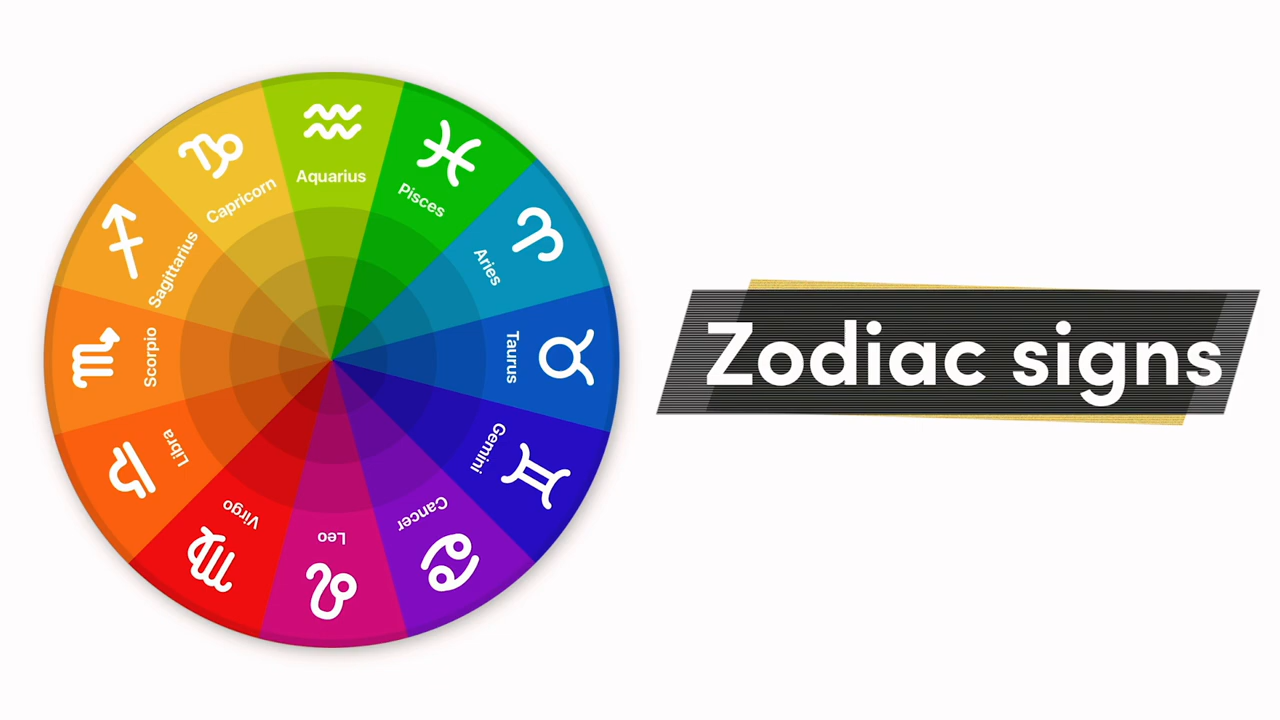 Aquarius
Pisces
Aries
Taurus
Gemini
Cancer
Leo
Virgo
Libra
Scorpio
Sagittarius
Capricorn
Zodiac signs